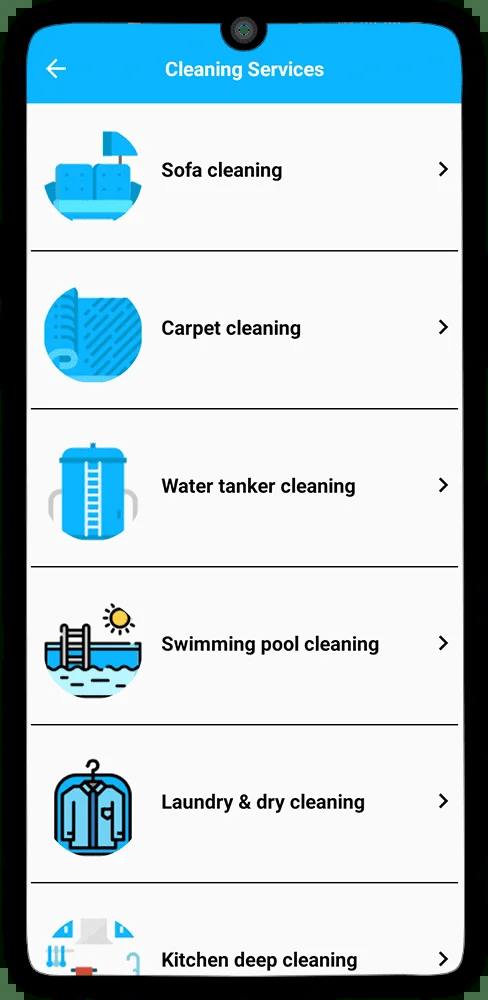 Cleaning Services
Sofa cleaning
Carpet cleaning
Water tanker cleaning
Swimming pool cleaning
Laundry & dry cleaning
Kitchen deep cleaning